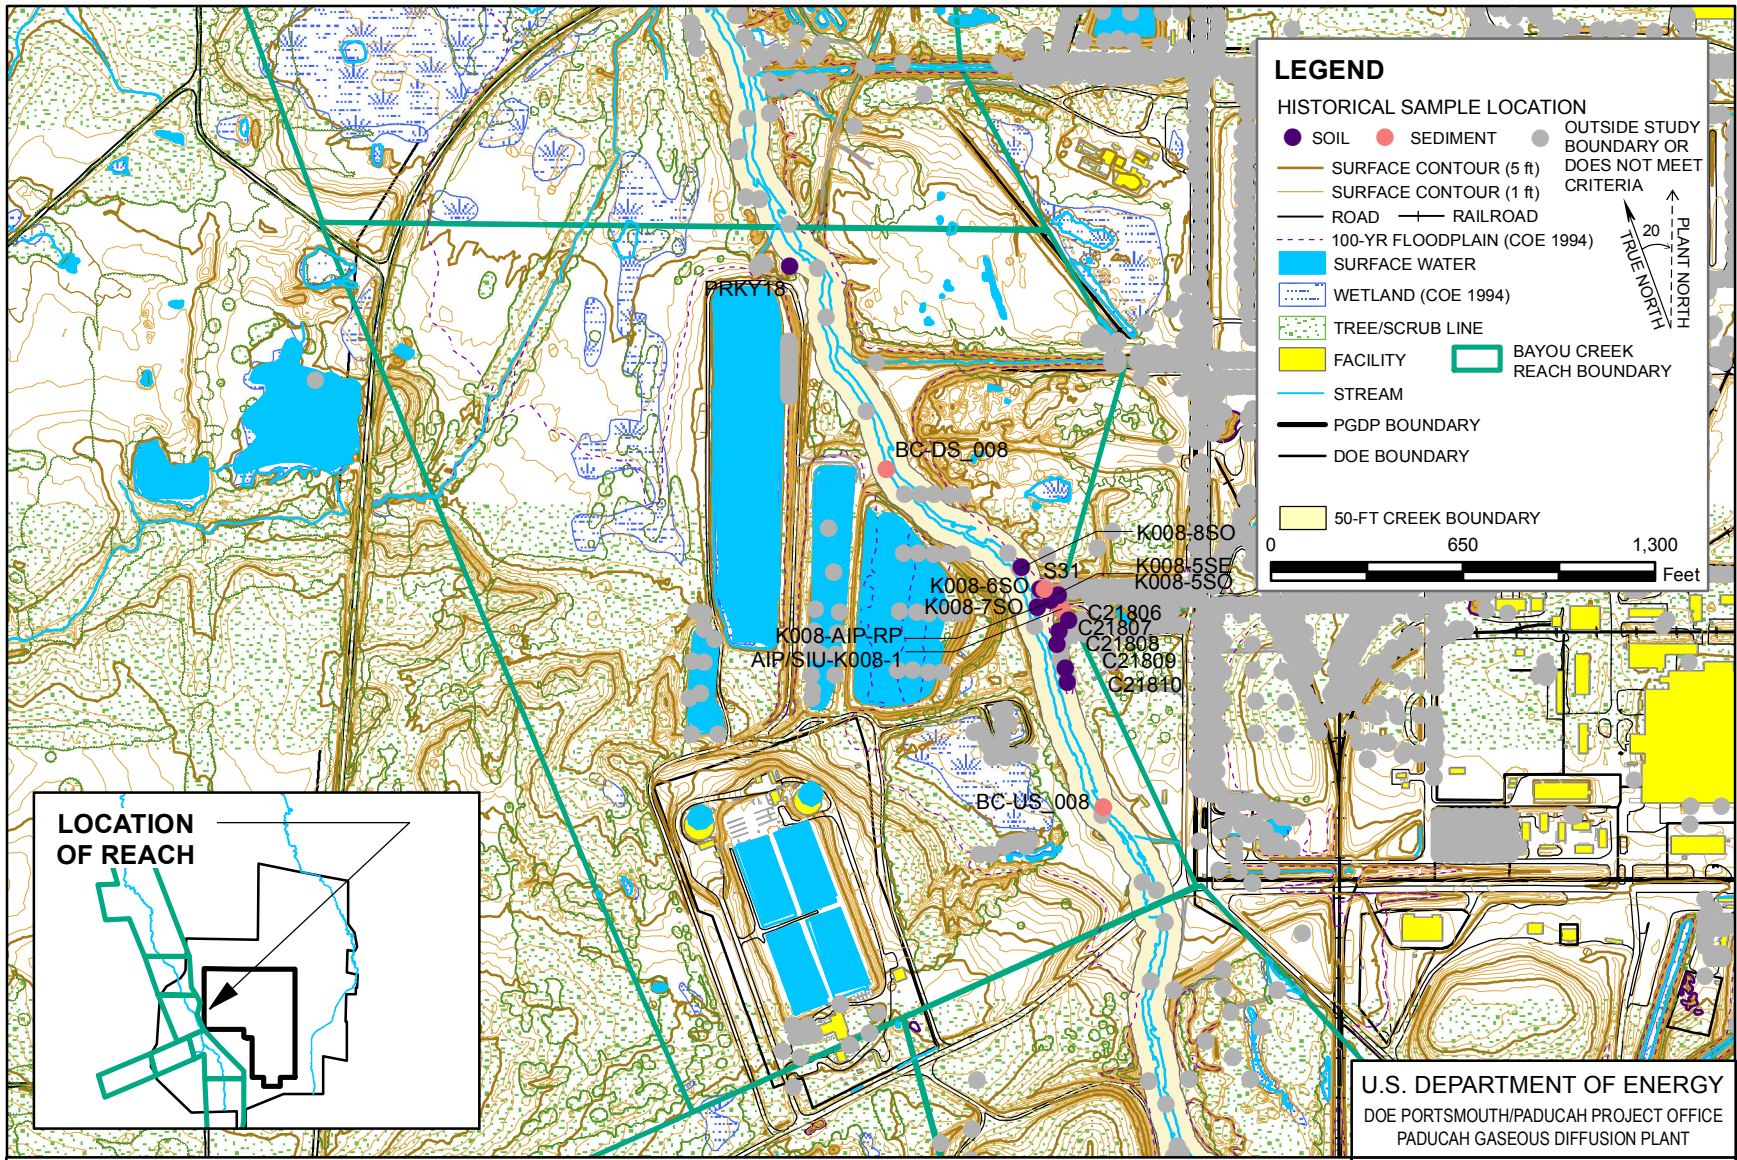 LEGEND
HISTORICAL SAMPLE LOCATION
SOIL
SEDIMENT
OUTSIDE STUDY
BOUNDARY OR
DOES NOT MEET
CRITERIA
SURFACE CONTOUR (5 ft)
SURFACE CONTOUR (1 ft)
ROAD
RAILROAD
100-YR FLOODPLAIN (COE 1994)
SURFACE WATER
WETLAND (COE 1994)
TREE/SCRUB LINE
FACILITY
BAYOU CREEK
REACH BOUNDARY
STREAM
PGDP BOUNDARY
DOE BOUNDARY
50-FT CREEK BOUNDARY
20
TRUE NORTH
PLANT NORTH
0 650 1,300
Feet
PRKY18
BC-DS_008
K008-8SO
S31
K008-5SE
K008-6SO
K008-5SO
K008-7SO
C21806
C21807
K008-AIP-RP
C21808
AIP/SIU-K008-1
C21809
C21810
BC-US_008
LOCATION
OF REACH
U.S. DEPARTMENT OF ENERGY
DOE PORTSMOUTH/PADUCAH PROJECT OFFICE
PADUCAH GASEOUS DIFFUSION PLANT